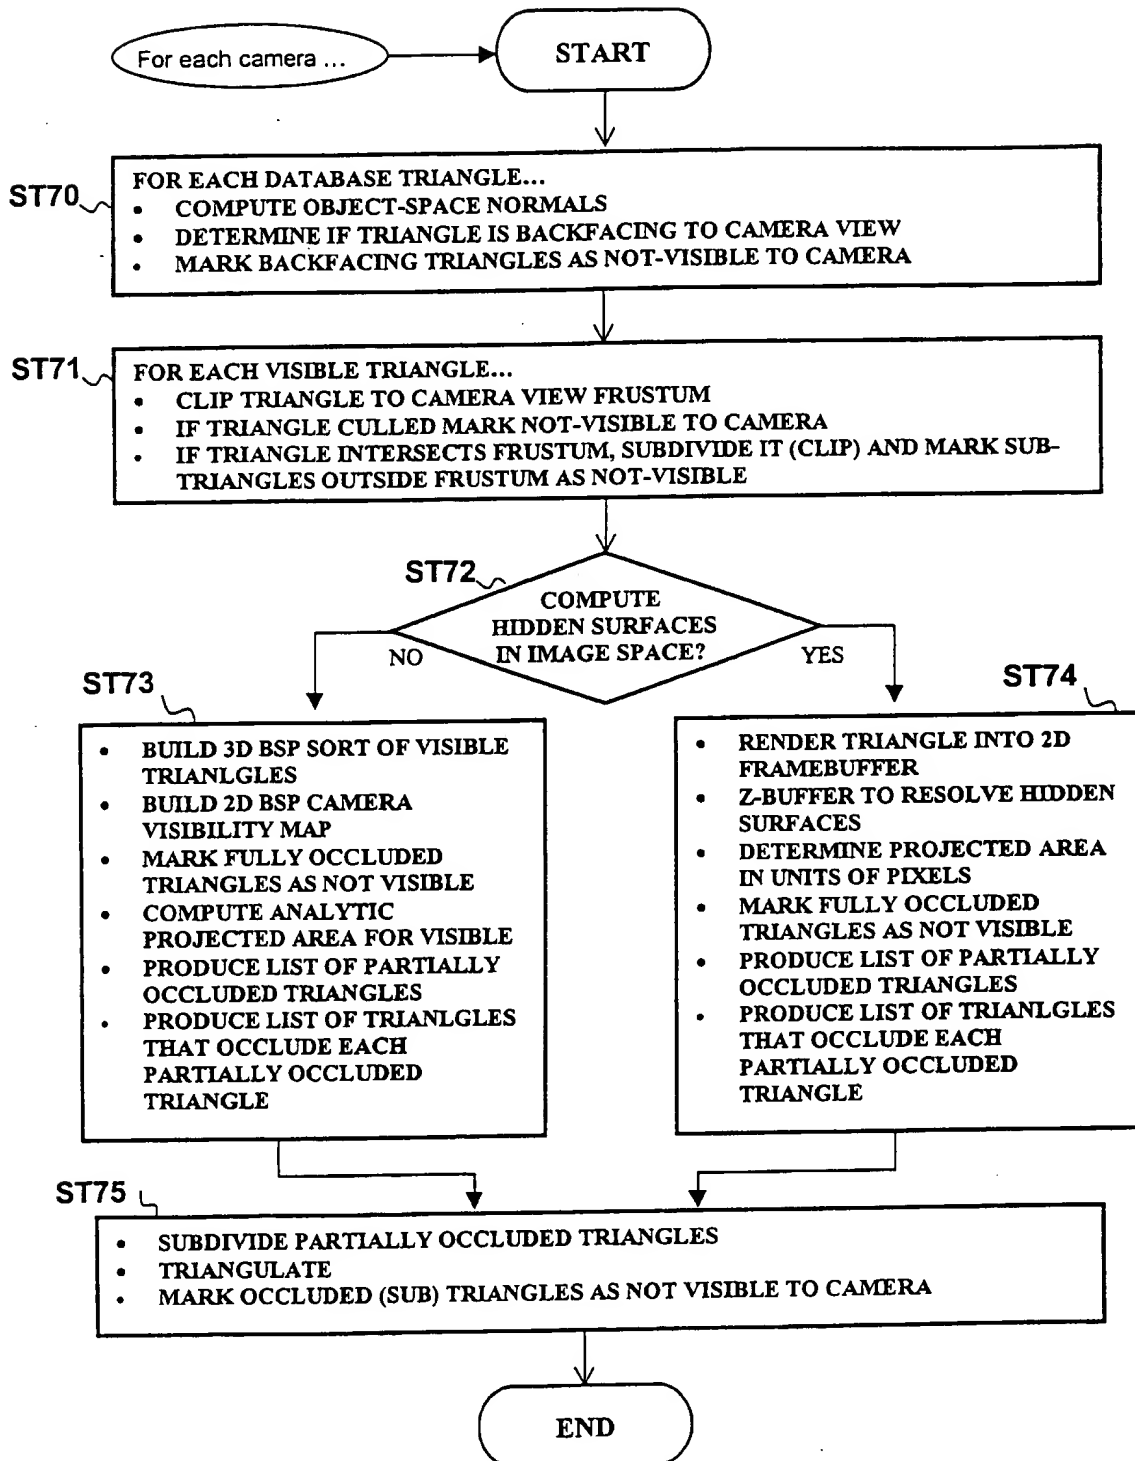 For each camera ...
START
ST70
FOR EACH DATABASE TRIANGLE...
• COMPUTE OBJECT-SPACE NORMALS
• DETERMINE IF TRIANGLE IS BACKFACING TO CAMERA VIEW
• MARK BACKFACING TRIANGLES AS NOT-VISIBLE TO CAMERA
ST71
FOR EACH VISIBLE TRIANGLE...
• CLIP TRIANGLE TO CAMERA VIEW FRUSTUM
• IF TRIANGLE CULLED MARK NOT-VISIBLE TO CAMERA
• IF TRIANGLE INTERSECTS FRUSTUM, SUBDIVIDE IT (CLIP) AND MARK SUB-
TRIANGLES OUTSIDE FRUSTUM AS NOT-VISIBLE
ST72
COMPUTE
HIDDEN SURFACES
IN IMAGE SPACE?
NO
YES
ST73
• BUILD 3D BSP SORT OF VISIBLE
TRIANLGLES
• BUILD 2D BSP CAMERA
VISIBILITY MAP
• MARK FULLY OCCLUDED
TRIANGLES AS NOT VISIBLE
• COMPUTE ANALYTIC
PROJECTED AREA FOR VISIBLE
• PRODUCE LIST OF PARTIALLY
OCCLUDED TRIANGLES
• PRODUCE LIST OF TRIANLGLES
THAT OCCLUDE EACH
PARTIALLY OCCLUDED
TRIANGLE
ST74
• RENDER TRIANGLE INTO 2D
FRAMEBUFFER
• Z-BUFFER TO RESOLVE HIDDEN
SURFACES
• DETERMINE PROJECTED AREA
IN UNITS OF PIXELS
• MARK FULLY OCCLUDED
TRIANGLES AS NOT VISIBLE
• PRODUCE LIST OF PARTIALLY
OCCLUDED TRIANGLES
• PRODUCE LIST OF TRIANLGLES
THAT OCCLUDE EACH
PARTIALLY OCCLUDED
TRIANGLE
ST75
• SUBDIVIDE PARTIALLY OCCLUDED TRIANGLES
• TRIANGULATE
• MARK OCCLUDED (SUB) TRIANGLES AS NOT VISIBLE TO CAMERA
END